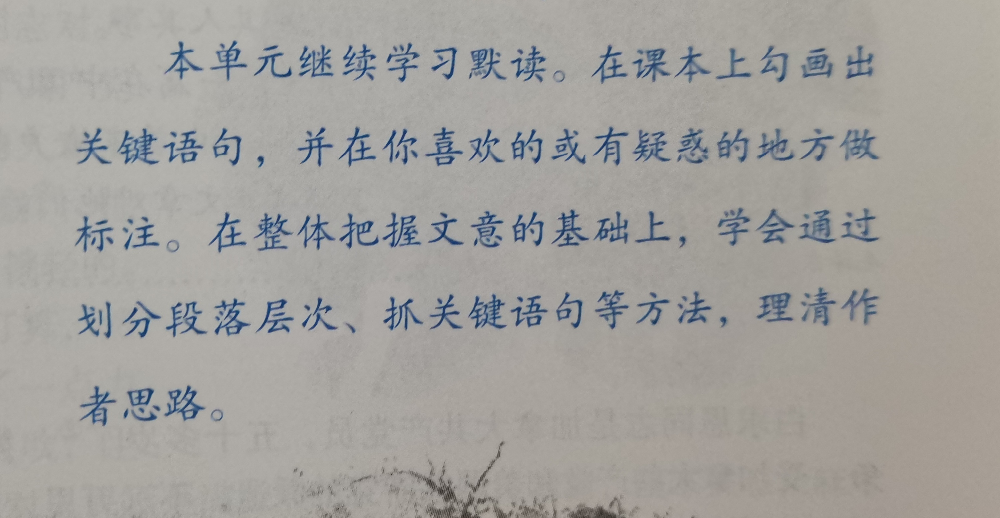 本单元继续学习默读。在课本上勾画出
关键语句，并在你喜欢的或有疑惑的地方做
标注。在整体把握文意的基础上，学会通过
划分段落层次、抓关键语句等方法，理清作
者思路。